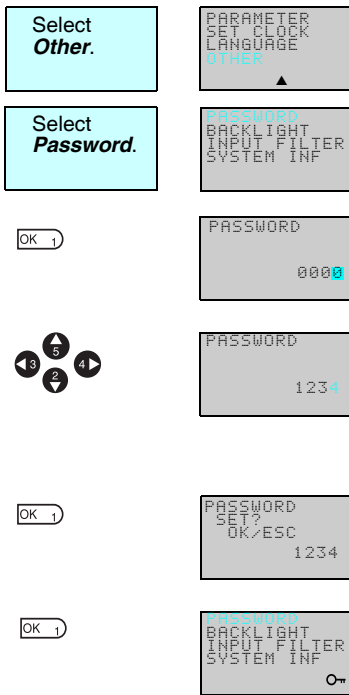 Select
Other.
PARAMETER
SET CLOCK
LANGUAGE
OTHER
Select
Password.
PASSWORD
BACKLIGHT
INPUT FILTER
SYSTEM INF
OK 1
PASSWORD
0000
5
3
4
2
PASSWORD
1234
OK 1
PASSWORD
SET?
OK/ESC
1234
OK 1
PASSWORD
BACKLIGHT
INPUT FILTER
SYSTEM INF